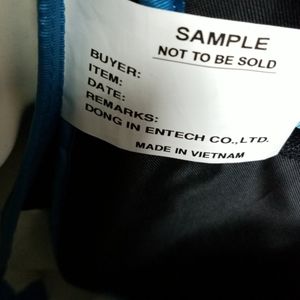 SAMPLE
NOT TO BE SOLD
BUYER:
ITEM:
DATE:
REMARKS:
DONG IN ENTECH CO.,LTD.
MADE IN VIETNAM